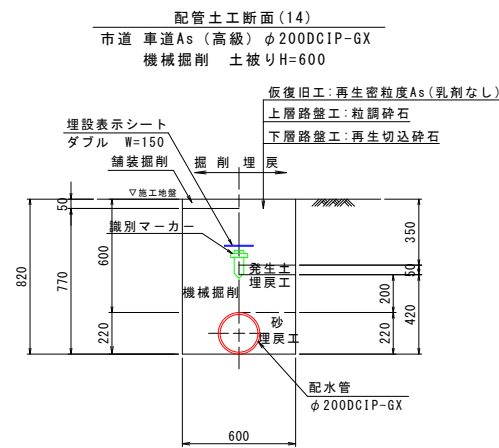 配管土工断面(14)
市道 車道As（高級）φ200DCIP-GX
機械掘削 土被りH=600
仮復旧工:再生密粒度As(乳剤なし)
上層路盤工:粒調砕石
下層路盤工:再生切込砕石
埋設表示シート
ダブル W=150
舗装掘削
掘削
埋戻
▽施工地盤
識別マーカー
発生土
埋戻工
機械掘削
砂
埋戻工
配水管
φ200DCIP-GX
820
50
770
600
220
350
50
420
200
220
600